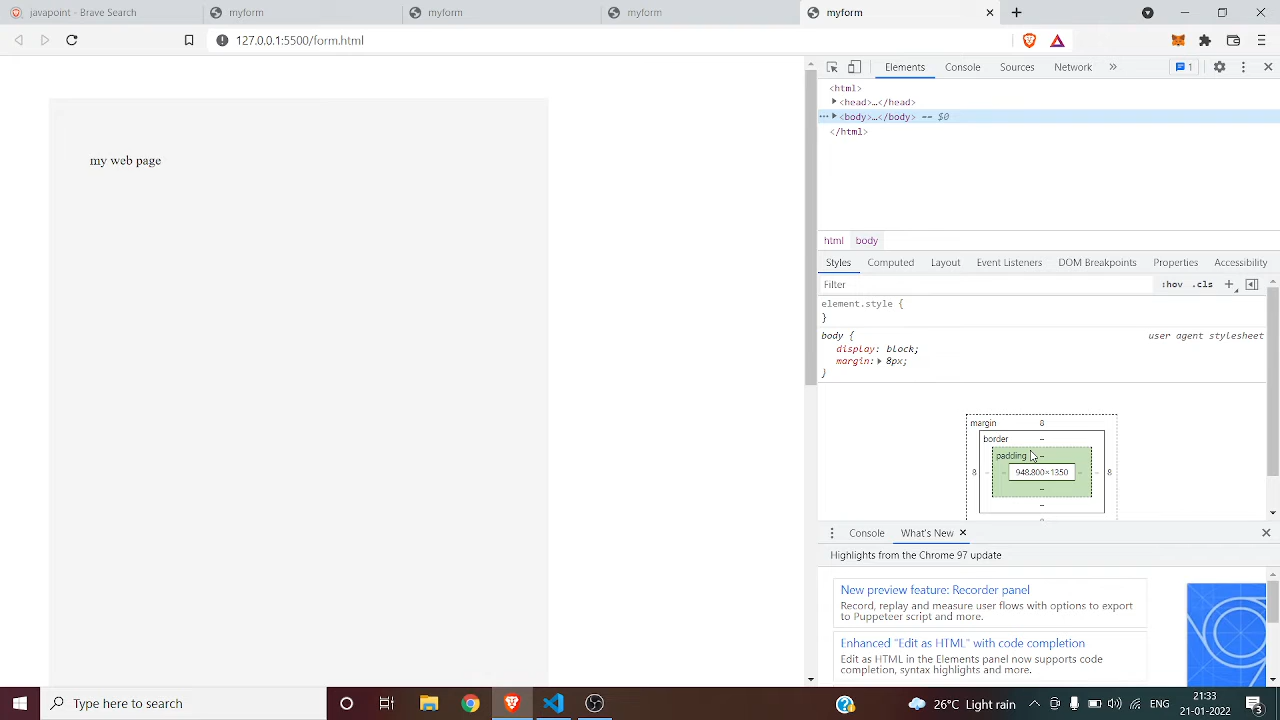 javapoint - Brave Search
myform
myform
myform
myform
127.0.0.1:5500/form.html
my web page
Elements
Console
Sources
Network
1
<html>
<head>…</head>
<body>…</body> == $0
</html>
html
body
Styles
Computed
Layout
Event Listeners
DOM Breakpoints
Properties
Accessibility
Filter
:hov
.cls
element.style {
}
body {
user agent stylesheet
display: block;
margin: 8px;
}
margin
8
border
–
padding
–
8
–
–
948.800×1350
–
–
8
–
–
Console
What's New
Highlights from the Chrome 97 update
New preview feature: Recorder panel
Record, replay and measure user flows with options to export
to Puppeteer script and more.
Enhanced "Edit as HTML" with code completion
Edit as HTML in the Elements panel now supports code
completion, syntax highlights and more.
Type here to search
26°C Light rain
ENG
21:33
21-01-2022